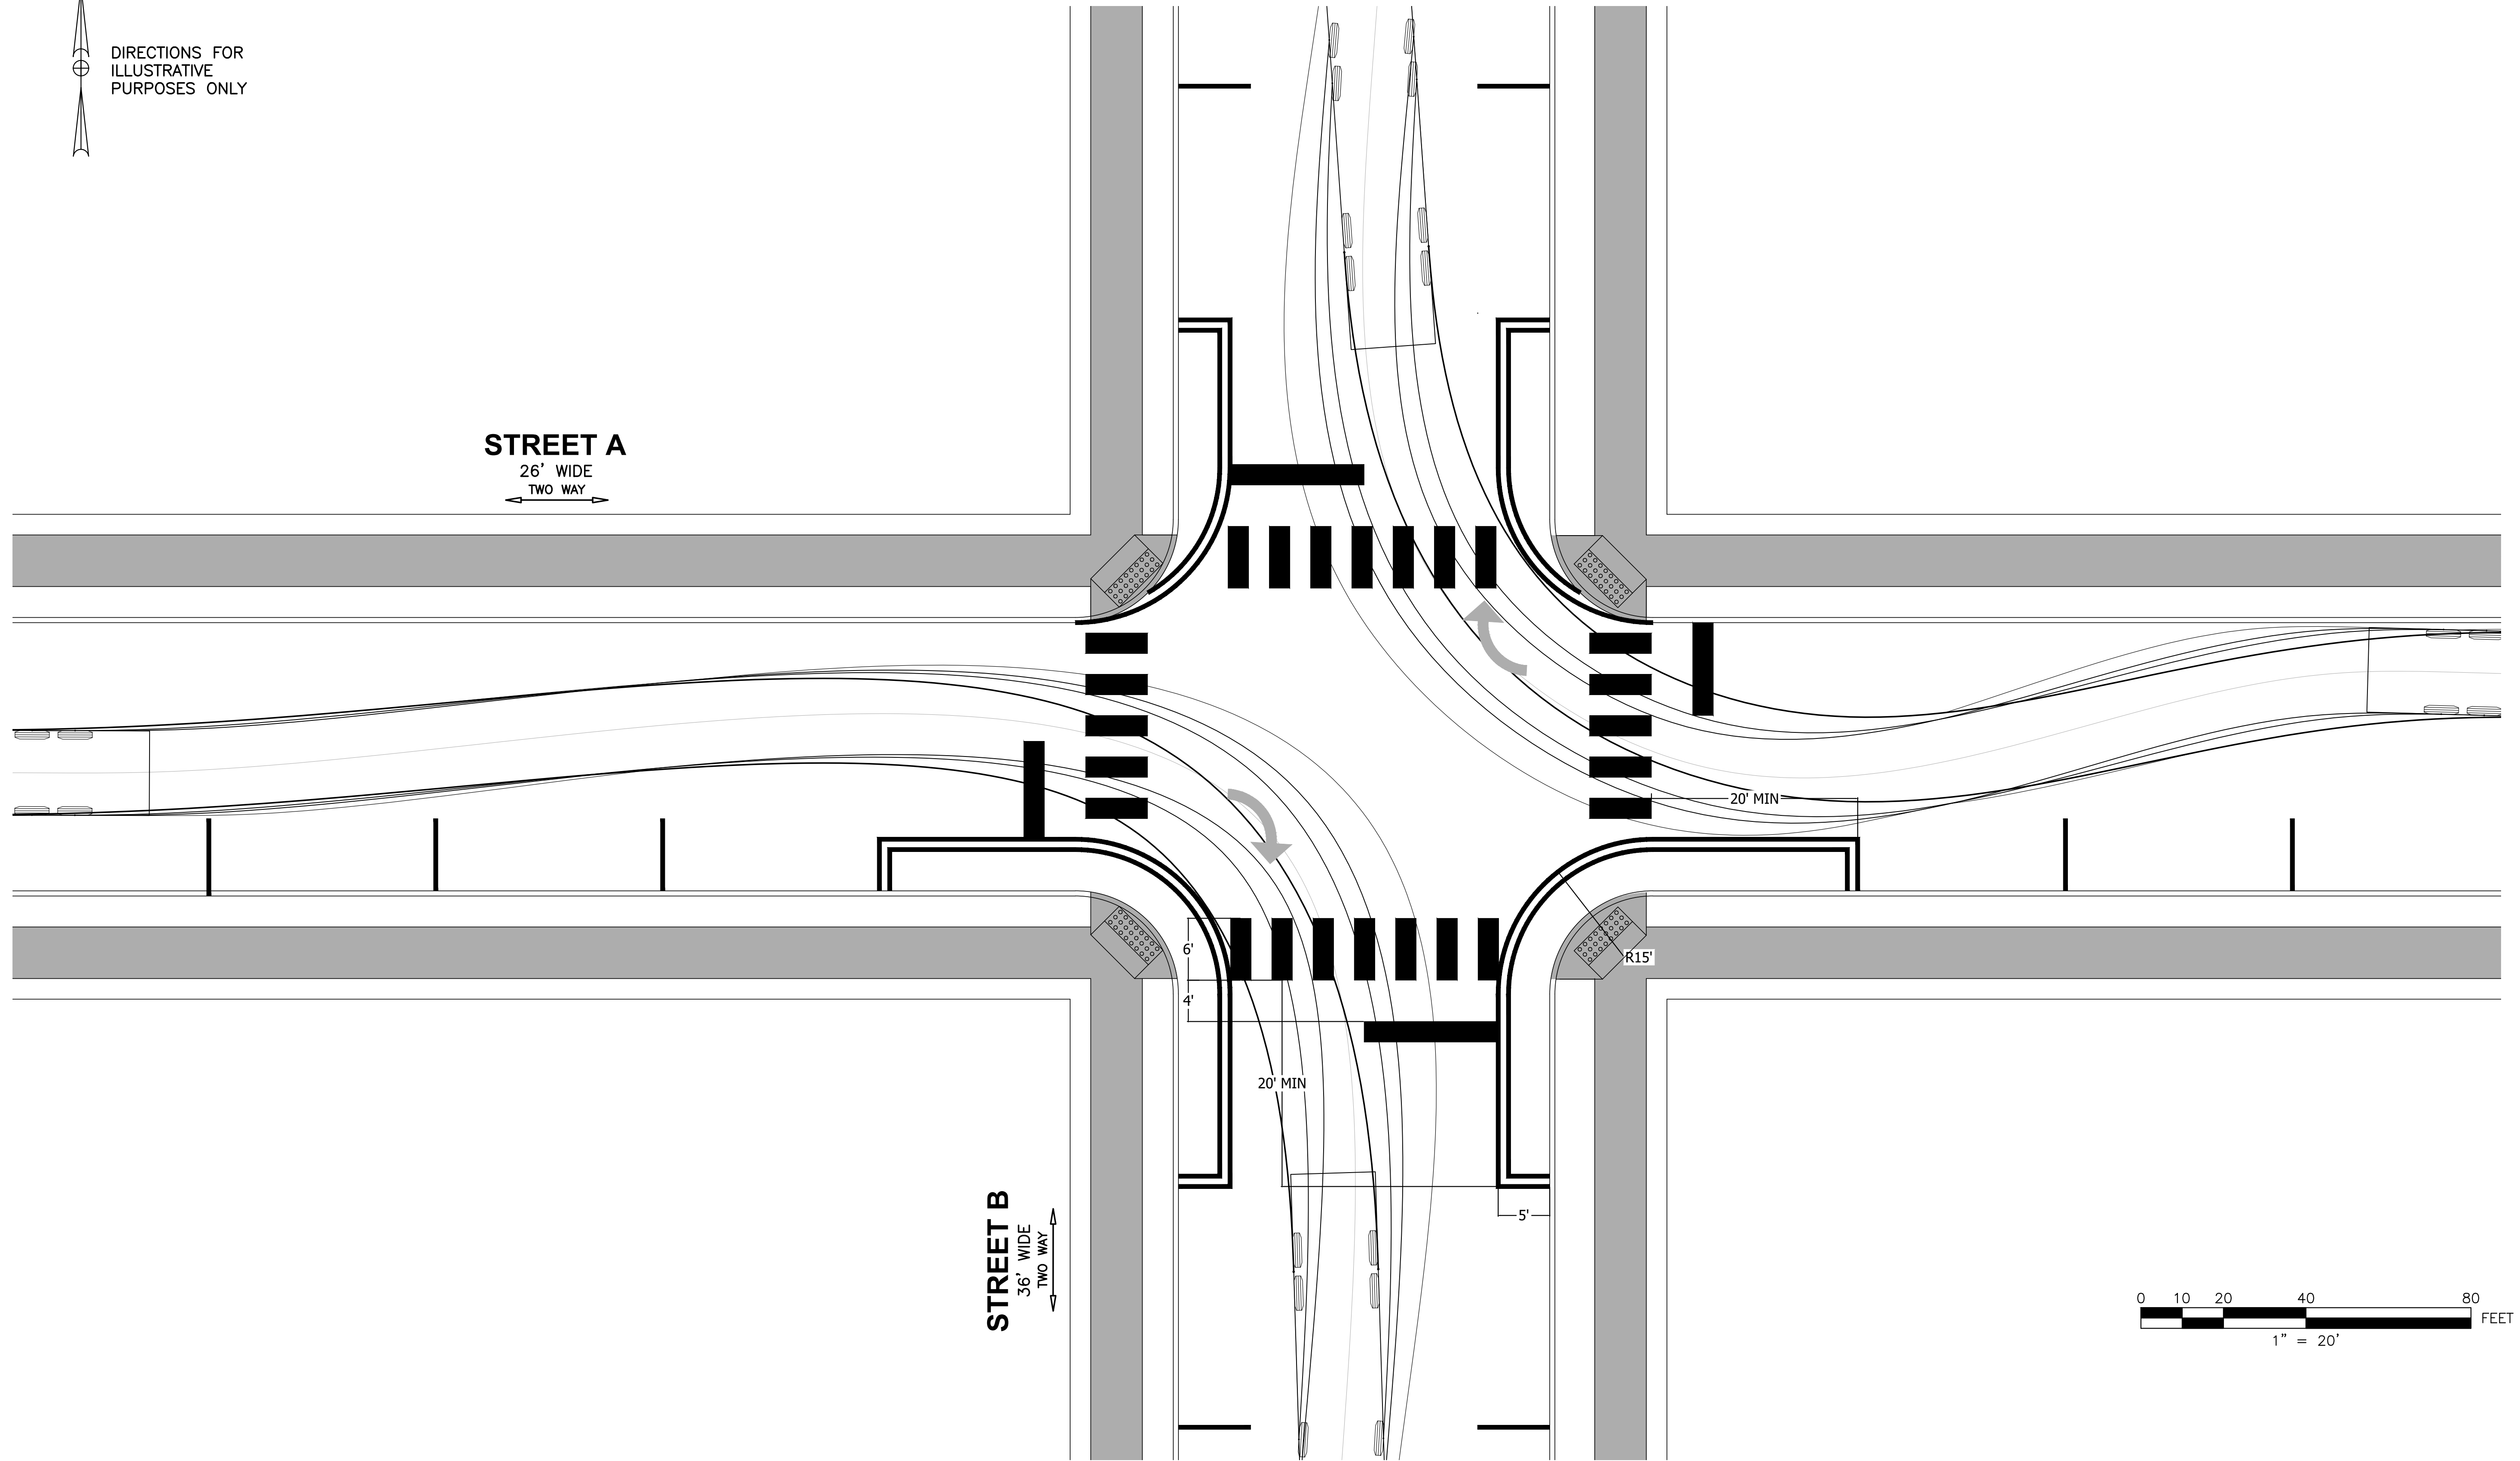 DIRECTIONS FOR
ILLUSTRATIVE
PURPOSES ONLY
STREET A
26' WIDE
TWO WAY
20' MIN
R15'
6'
4'
20' MIN
5'
STREET B
36' WIDE
TWO WAY
0 10 20 40 80
FEET
1" = 20'